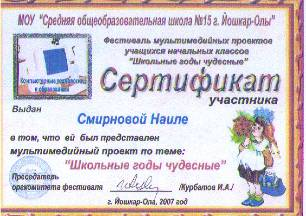 МОУ "Средняя общеобразовательная школа №15 г. Йошкар-Олы"
Фестиваль мультимедийных проектов
учащихся начальных классов
"Школьные годы чудесные"
Компьютерные технологии
в образовании
Сертификат
участника
Выдан
Смирновой Наиле
в том, что ей был представлен
мультимедийный проект по теме:
"Школьные годы чудесные"
Председатель
оргкомитета фестиваля /Курбатов И.А./
г. Йошкар-Ола, 2007 год